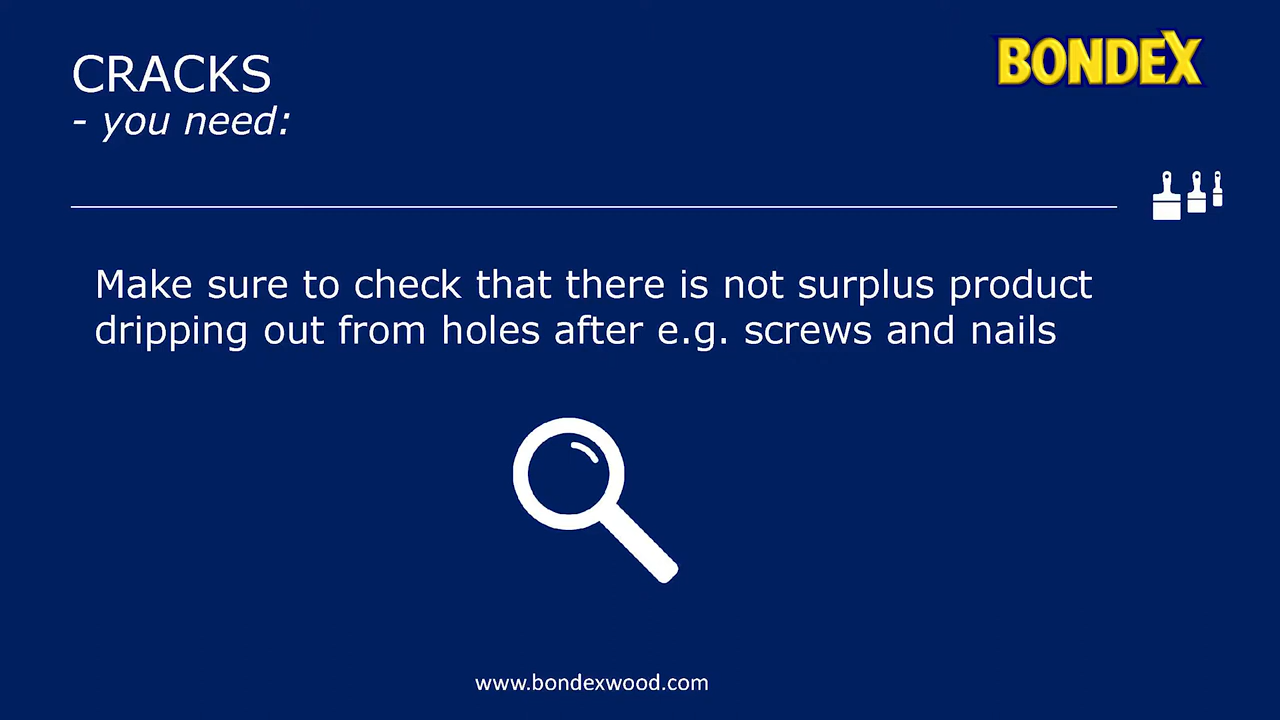 CRACKS
BONDEX
- you need:
Make sure to check that there is not surplus product
dripping out from holes after e.g. screws and nails
www.bondexwood.com